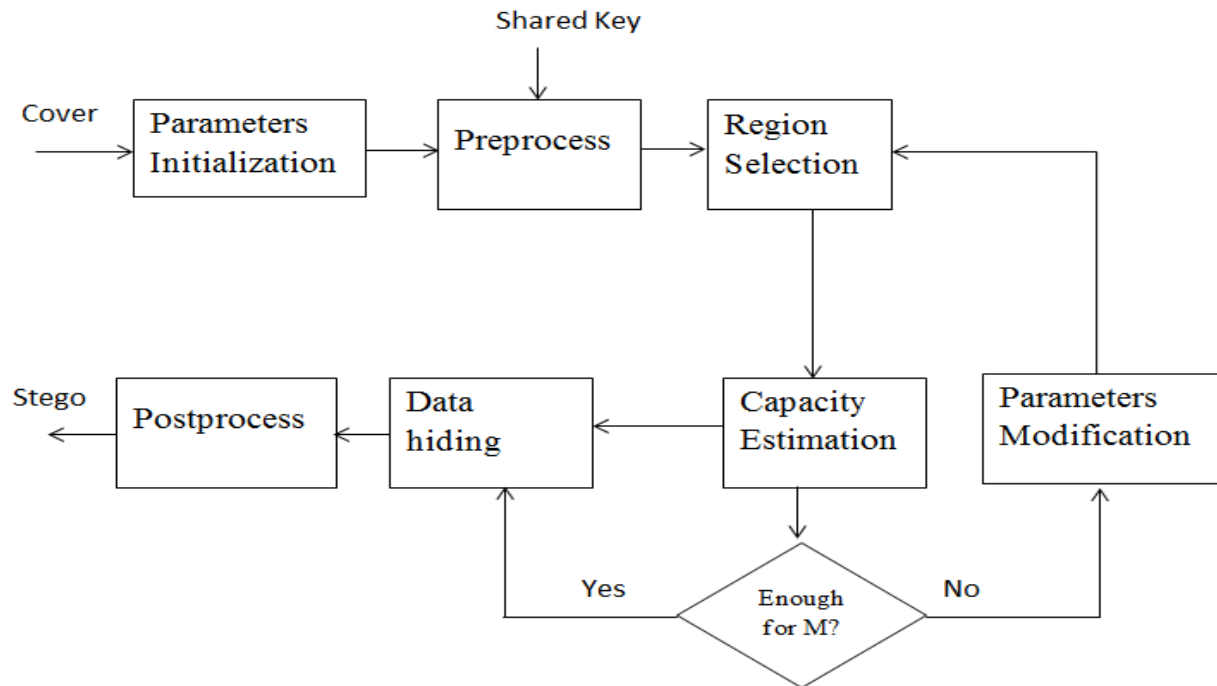 Shared Key
Cover
Parameters
Initialization
Preprocess
Region
Selection
Stego
Postprocess
Data
hiding
Capacity
Estimation
Parameters
Modification
Yes
Enough
for M?
No